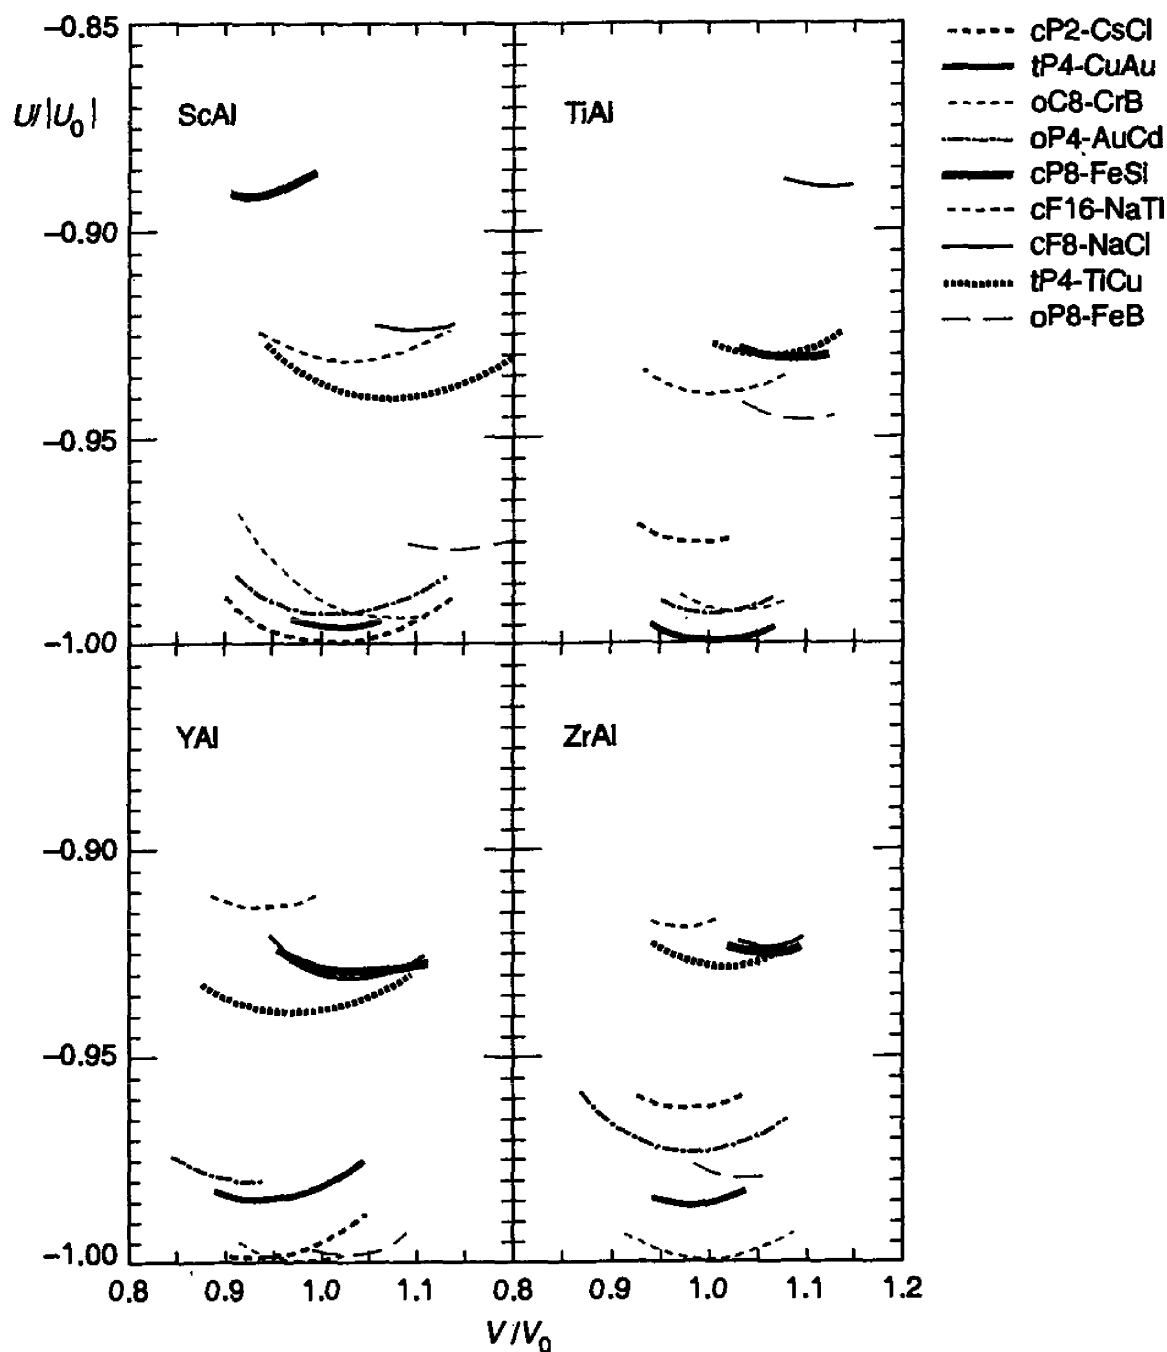 −0.85
U/|U₀|
ScAl
TiAl
−0.90
−0.95
−1.00
cP2-CsCl
tP4-CuAu
oC8-CrB
oP4-AuCd
cP8-FeSi
cF16-NaTl
cF8-NaCl
tP4-TiCu
oP8-FeB
YAl
ZrAl
−0.90
−0.95
−1.00
0.8 0.9 1.0 1.1 0.8 0.9 1.0 1.1 1.2
V/V₀